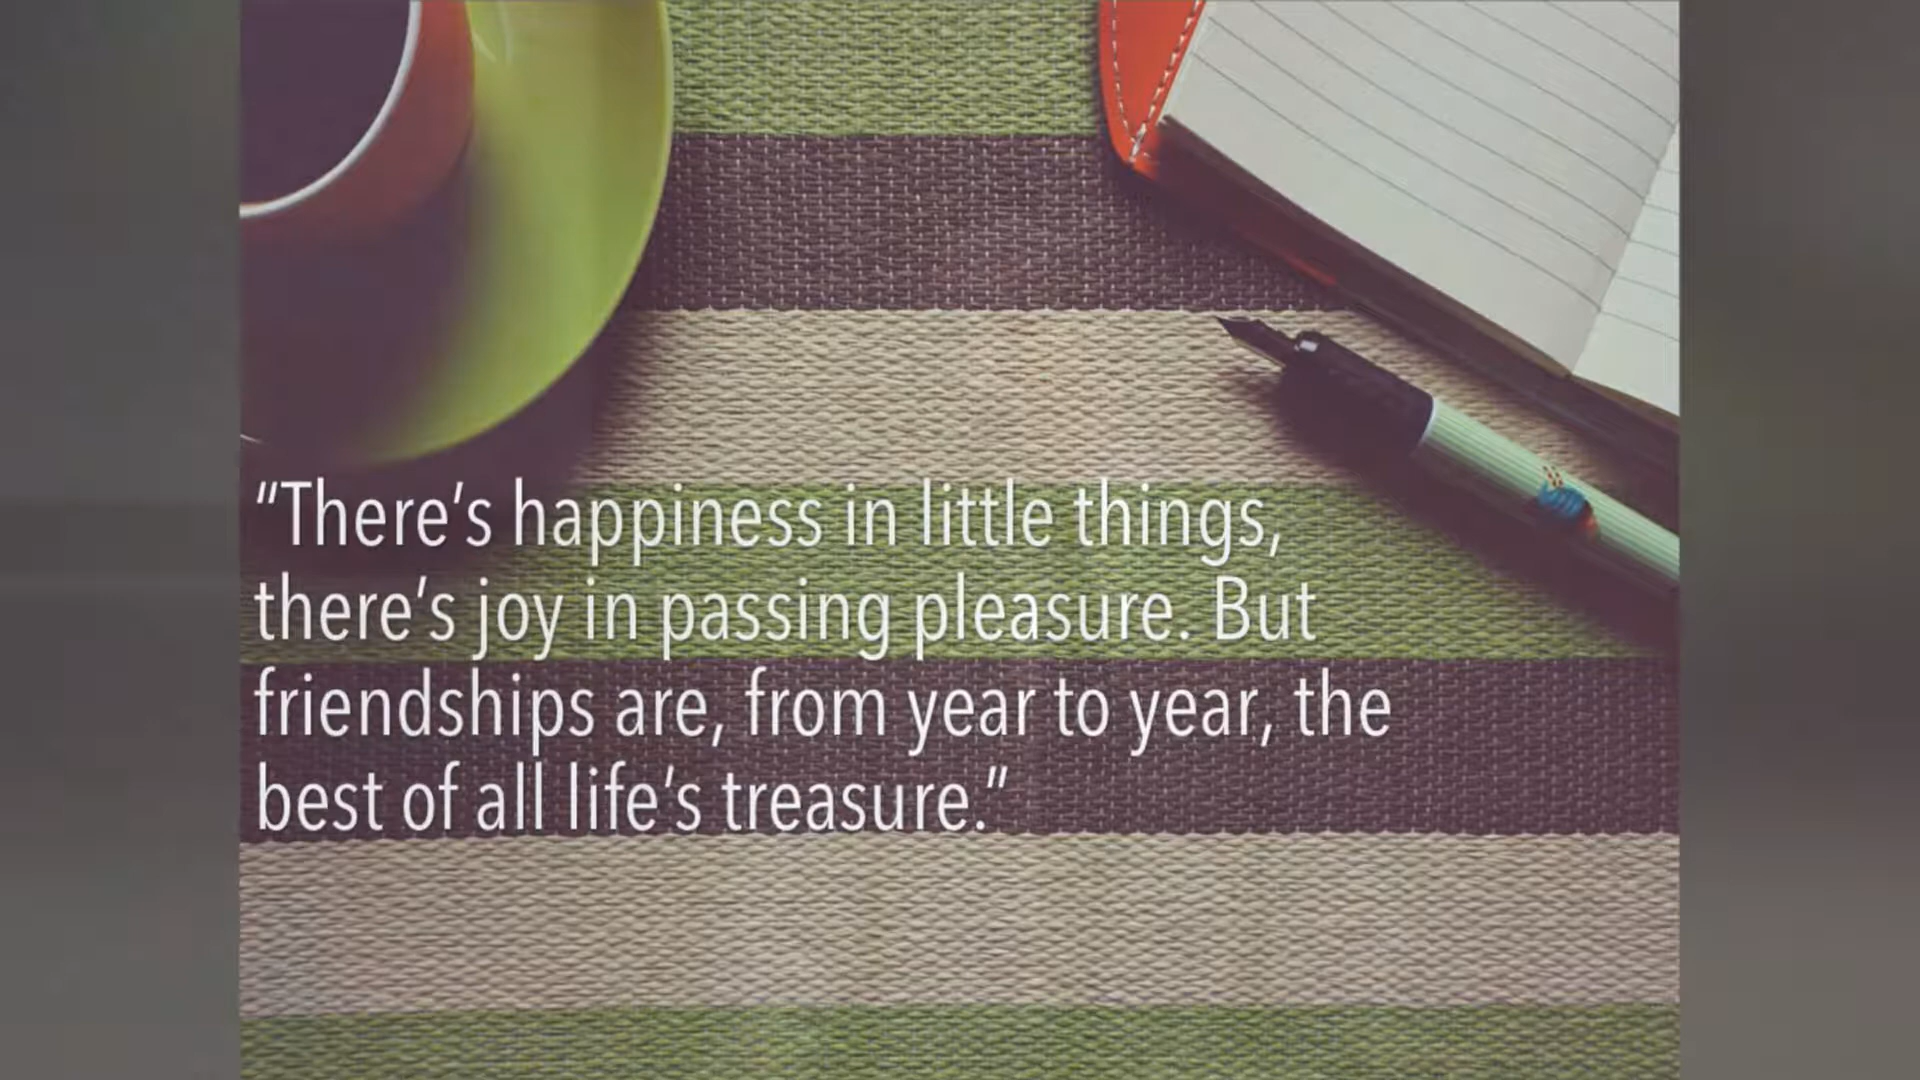 “There’s happiness in little things,
there’s joy in passing pleasure. But
friendships are, from year to year, the
best of all life’s treasure.”